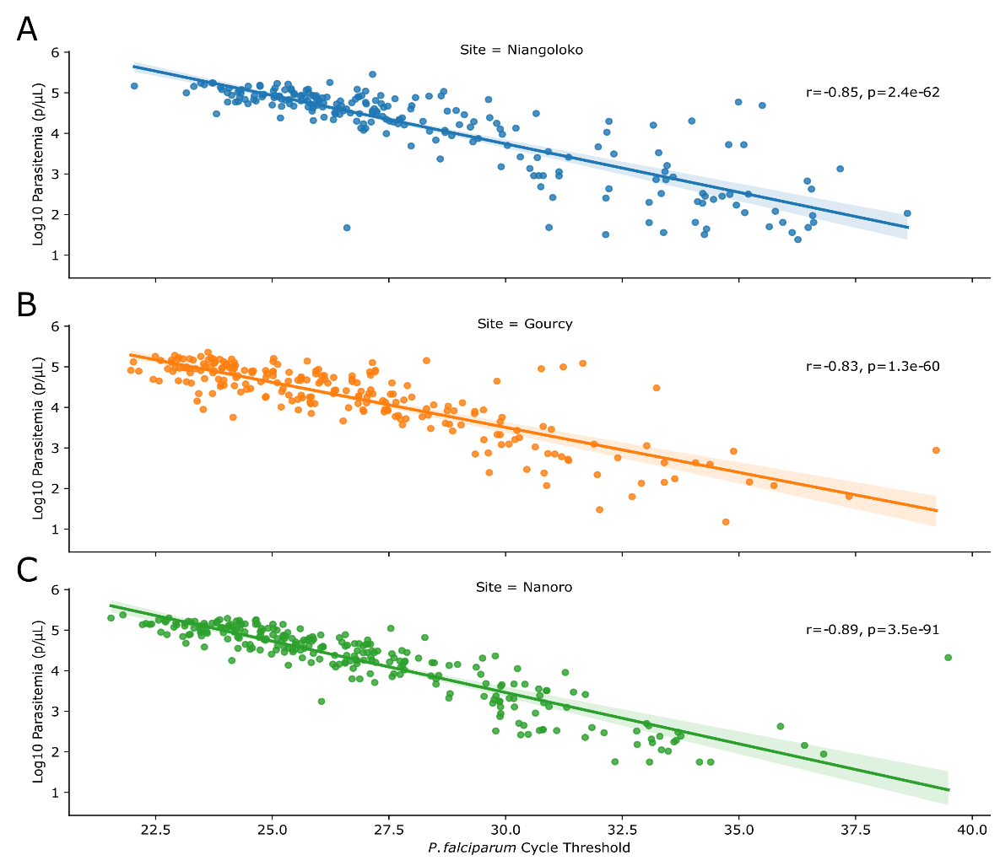 A
Site = Niangoloko
r=-0.85, p=2.4e-62
Log10 Parasitemia (p/µL)
6
5
4
3
2
1
B
Site = Gourcy
r=-0.83, p=1.3e-60
Log10 Parasitemia (p/µL)
6
5
4
3
2
1
C
Site = Nanoro
r=-0.89, p=3.5e-91
Log10 Parasitemia (p/µL)
6
5
4
3
2
1
22.5 25.0 27.5 30.0 32.5 35.0 37.5 40.0
P. falciparum Cycle Threshold